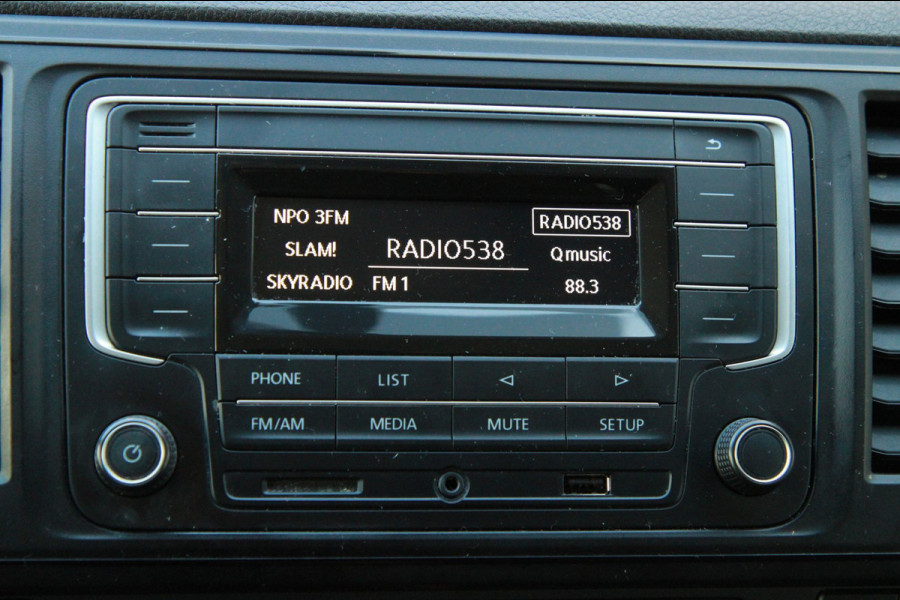 NPO 3FM
RADIO538
SLAM!
RADIO538
Qmusic
SKYRADIO
FM 1
88.3
PHONE
LIST
FM/AM
MEDIA
MUTE
SETUP